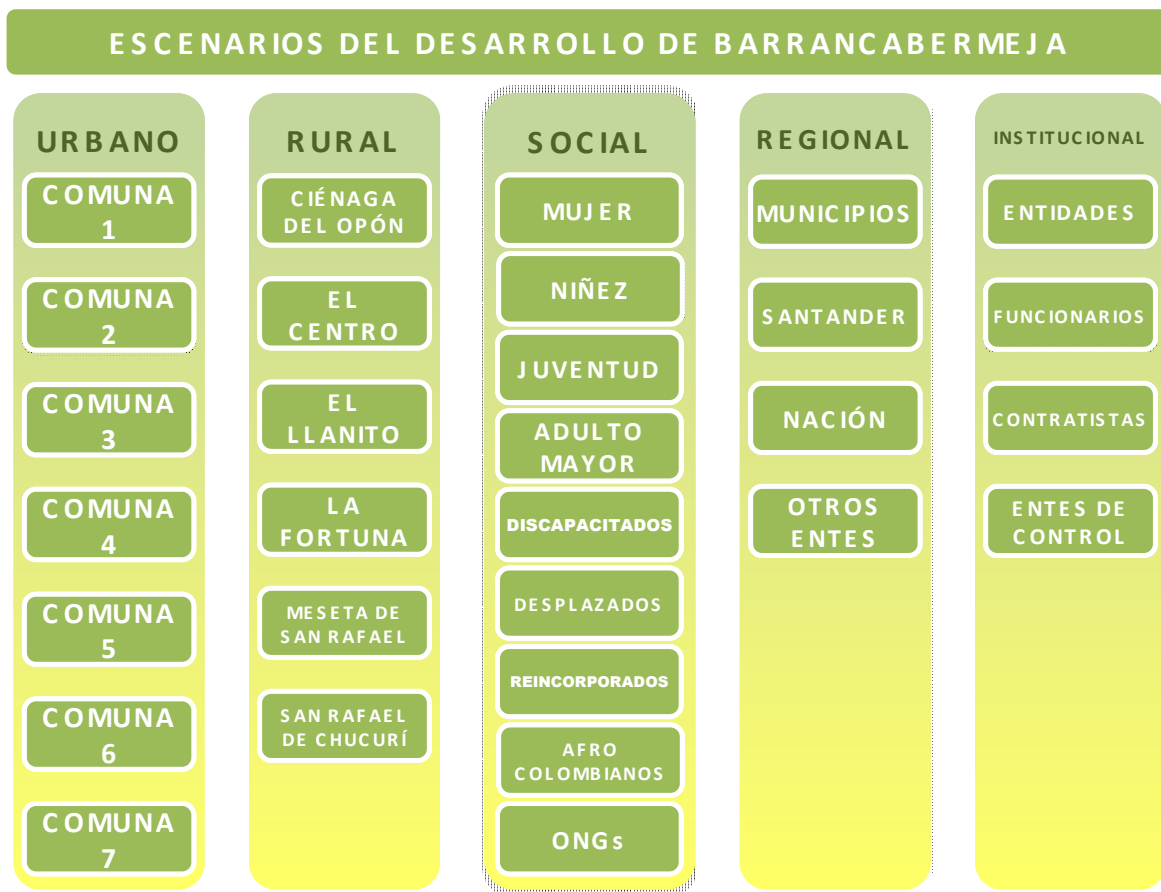 ESCENARIOS DEL DESARROLLO DE BARRANCABERMEJA
URBANO
COMUNA
1
COMUNA
2
COMUNA
3
COMUNA
4
COMUNA
5
COMUNA
6
COMUNA
7
RURAL
CIÉNAGA
DEL OPÓN
EL
CENTRO
EL
LLANITO
LA
FORTUNA
MESETA DE
SAN RAFAEL
SAN RAFAEL
DE CHUCURÍ
SOCIAL
MUJER
NIÑEZ
JUVENTUD
ADULTO
MAYOR
DISCAPACITADOS
DESPLAZADOS
REINCORPORADOS
AFRO
COLOMBIANOS
ONGs
REGIONAL
MUNICIPIOS
SANTANDER
NACIÓN
OTROS
ENTES
INSTITUCIONAL
ENTIDADES
FUNCIONARIOS
CONTRATISTAS
ENTES DE
CONTROL